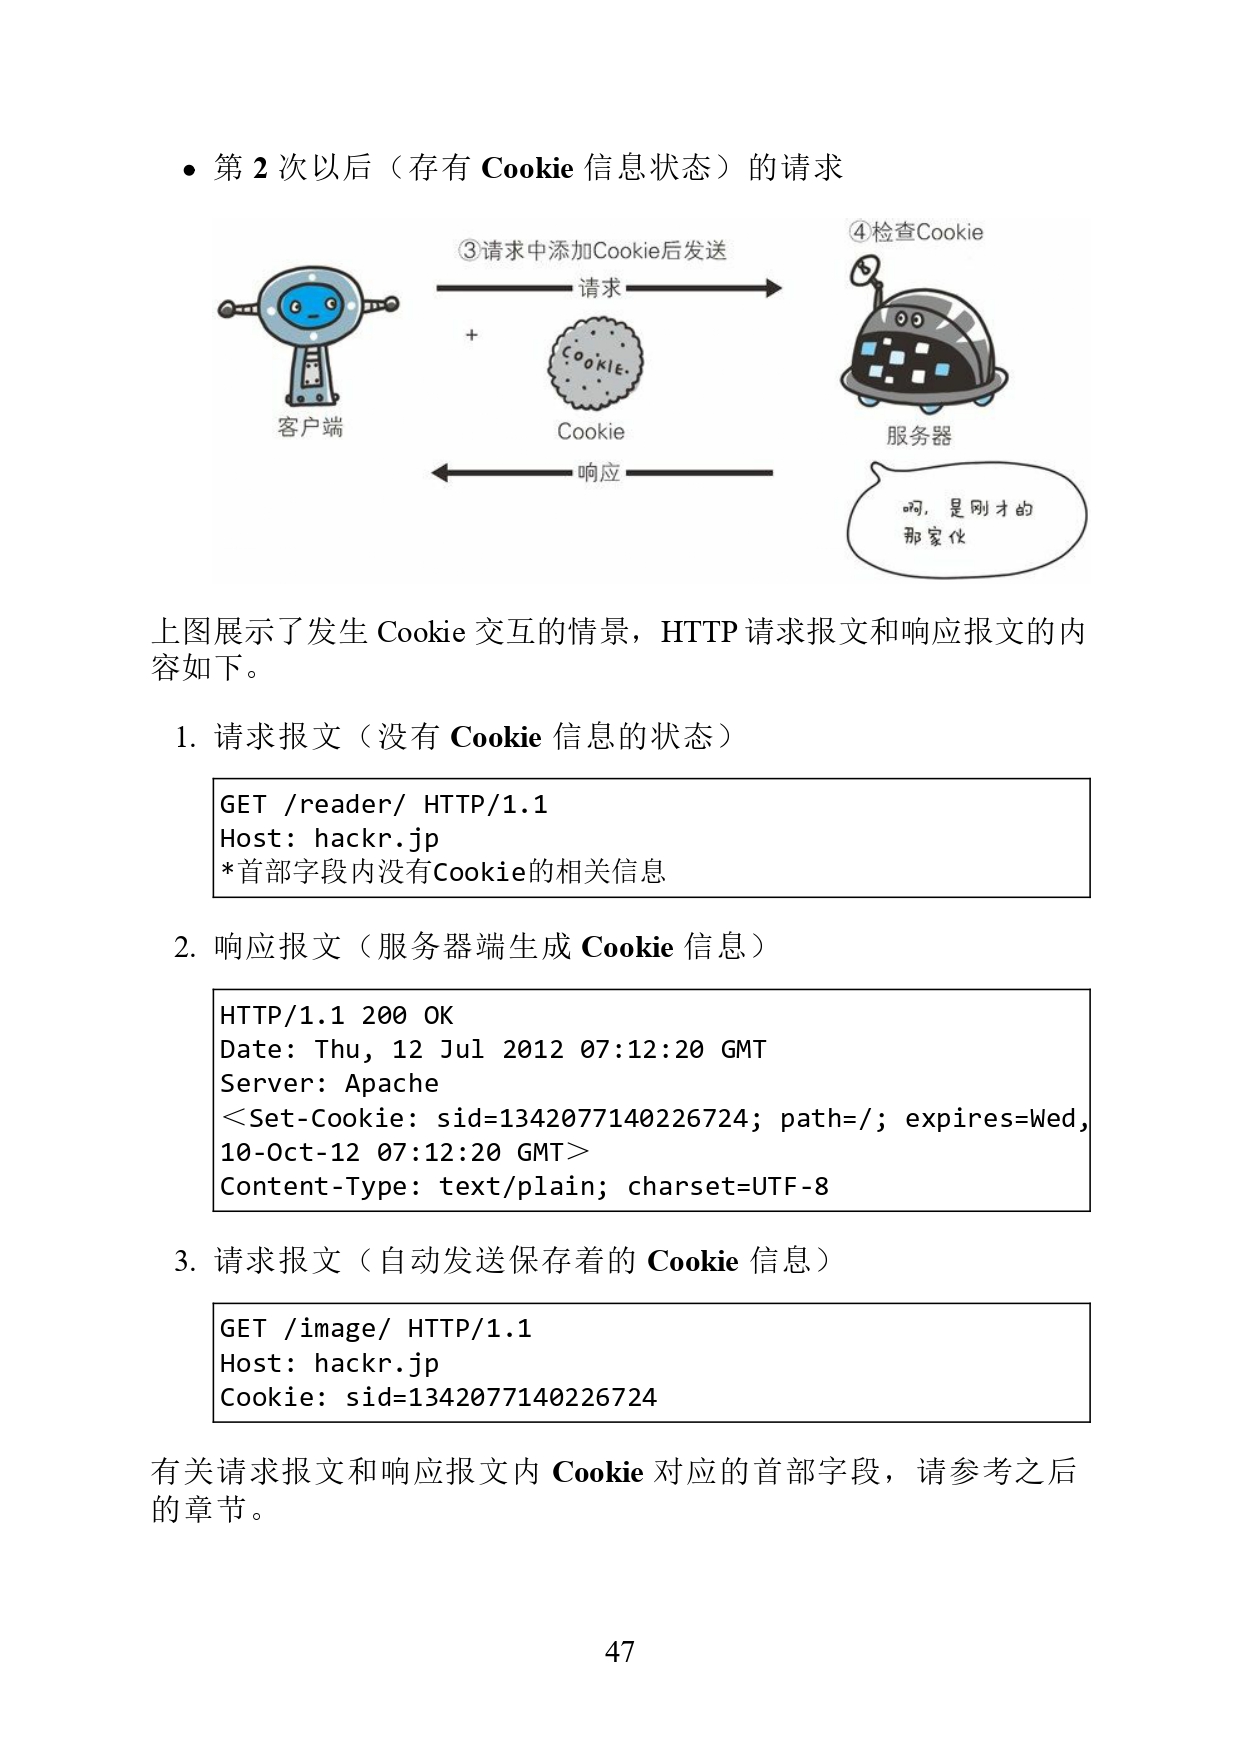 • 第 2 次以后（存有 Cookie 信息状态）的请求
④检查Cookie
③请求中添加Cookie后发送
请求
+
COOKIE.
客户端
Cookie
服务器
响应
啊，是刚才的
那家伙
上图展示了发生 Cookie 交互的情景，HTTP 请求报文和响应报文的内
容如下。
1. 请求报文（没有 Cookie 信息的状态）
GET /reader/ HTTP/1.1
Host: hackr.jp
*首部字段内没有Cookie的相关信息
2. 响应报文（服务器端生成 Cookie 信息）
HTTP/1.1 200 OK
Date: Thu, 12 Jul 2012 07:12:20 GMT
Server: Apache
＜Set-Cookie: sid=1342077140226724; path=/; expires=Wed,
10-Oct-12 07:12:20 GMT＞
Content-Type: text/plain; charset=UTF-8
3. 请求报文（自动发送保存着的 Cookie 信息）
GET /image/ HTTP/1.1
Host: hackr.jp
Cookie: sid=1342077140226724
有关请求报文和响应报文内 Cookie 对应的首部字段，请参考之后
的章节。
47